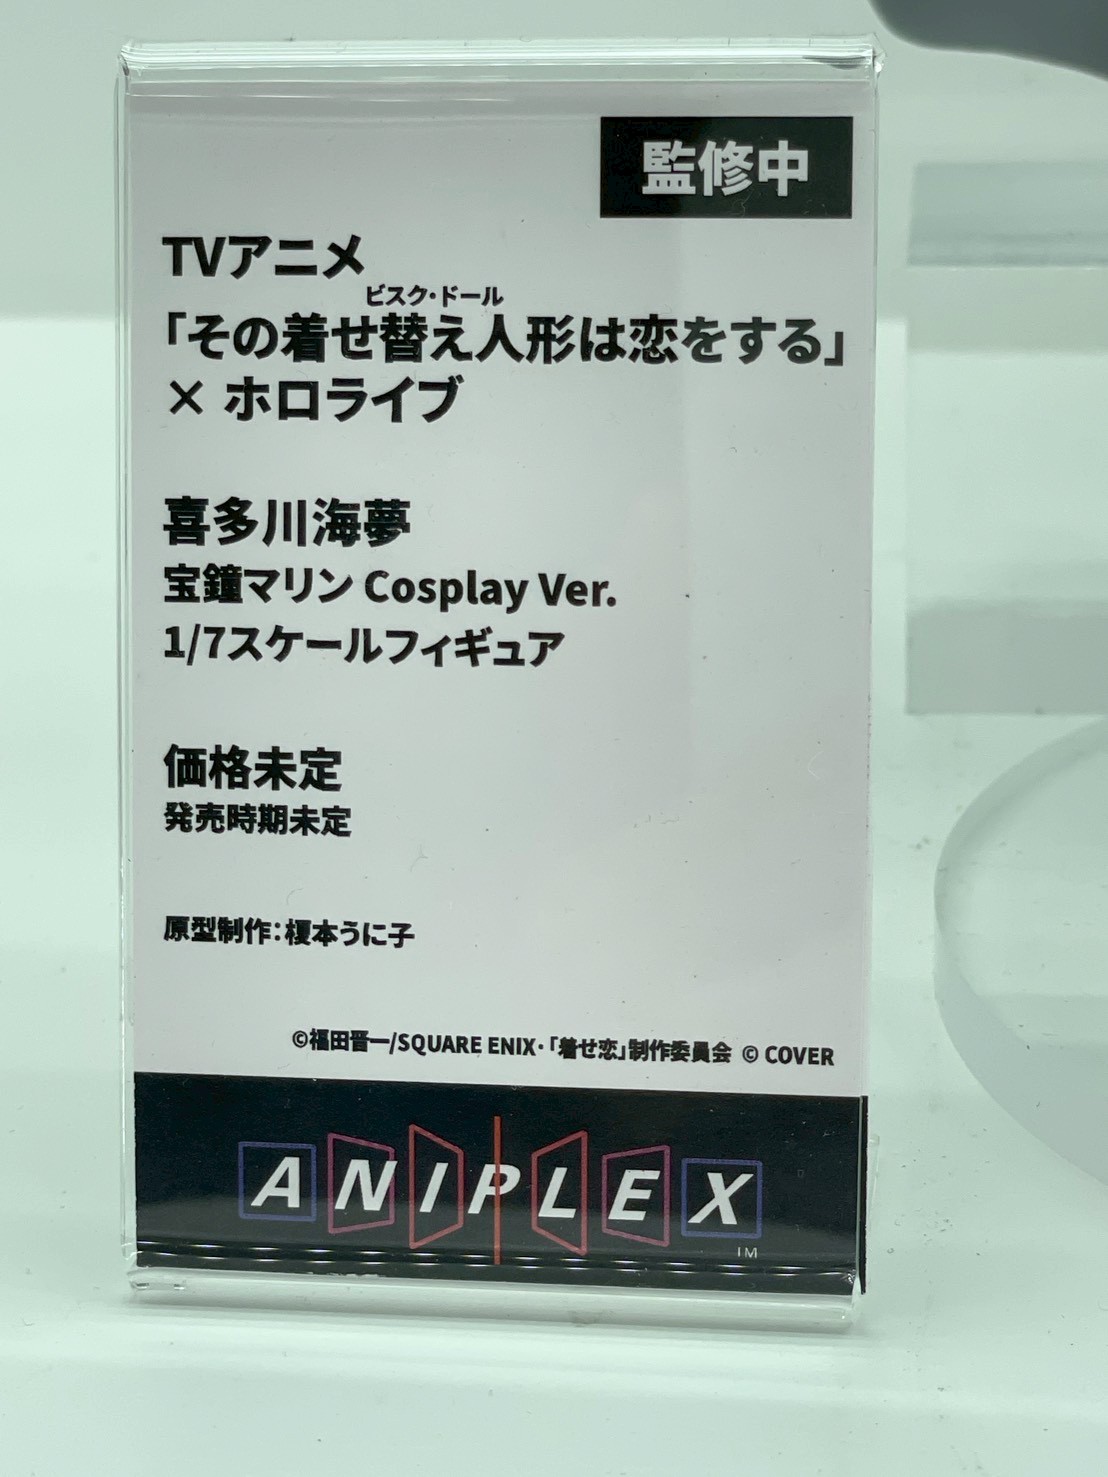 監修中
TVアニメ
ビスク・ドール
「その着せ替え人形は恋をする」
× ホロライブ
喜多川海夢
宝鐘マリン Cosplay Ver.
1/7スケールフィギュア
価格未定
発売時期未定
原型制作：榎本うに子
©福田晋一/SQUARE ENIX・「着せ恋」制作委員会 © COVER
ANIPLEX
TM